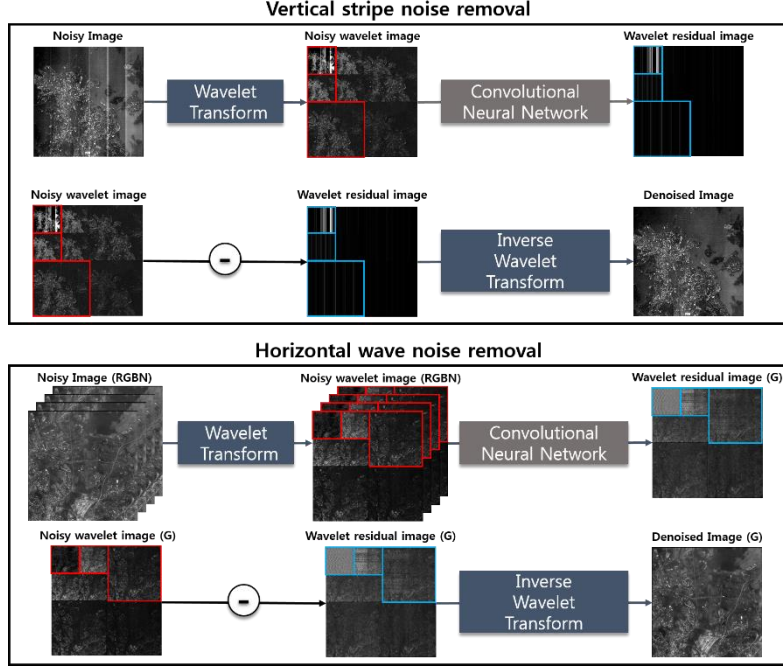 Vertical stripe noise removal
Noisy Image
Noisy wavelet image
Wavelet residual image
Wavelet
Transform
Convolutional
Neural Network
Noisy wavelet image
Wavelet residual image
Denoised Image
-
Inverse
Wavelet
Transform
Horizontal wave noise removal
Noisy Image (RGBN)
Noisy wavelet image (RGBN)
Wavelet residual image (G)
Wavelet
Transform
Convolutional
Neural Network
Noisy wavelet image (G)
Wavelet residual image (G)
Denoised Image (G)
-
Inverse
Wavelet
Transform